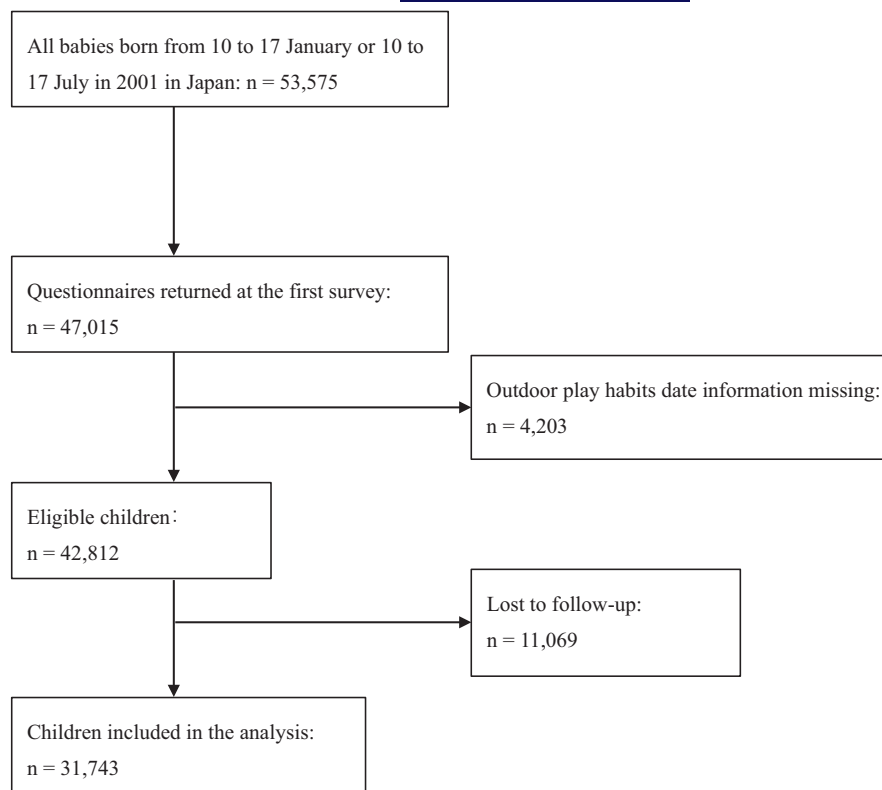 All babies born from 10 to 17 January or 10 to
17 July in 2001 in Japan: n = 53,575
Questionnaires returned at the first survey:
n = 47,015
Outdoor play habits date information missing:
n = 4,203
Eligible children:
n = 42,812
Lost to follow-up:
n = 11,069
Children included in the analysis:
n = 31,743